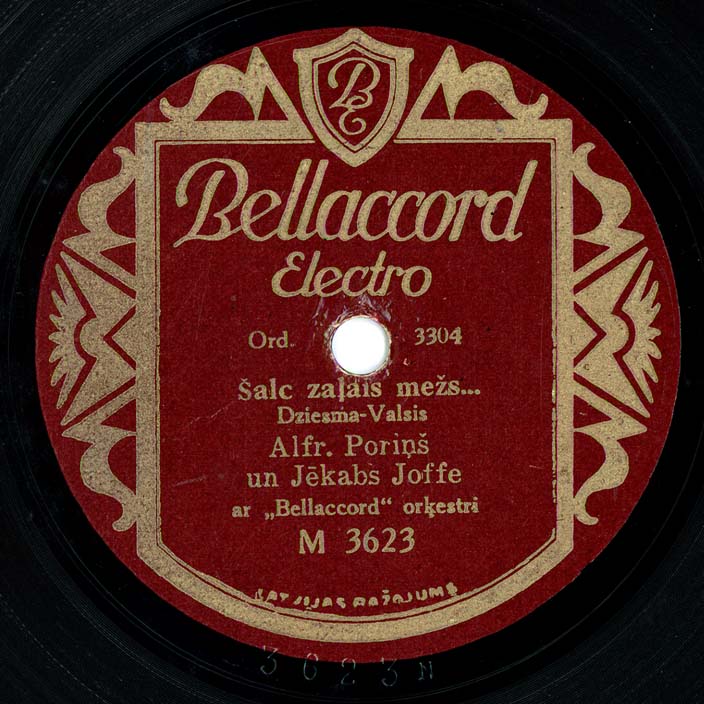 BE
Bellaccord
Electro
Ord. 3304
Šalc zaļais mežs...
Dziesma-Valsis
Alfr. Poriņš
un Jēkabs Joffe
ar „Bellaccord“ orķestri
M 3623
LATVIJAS RAŽOJUMS
3623 N